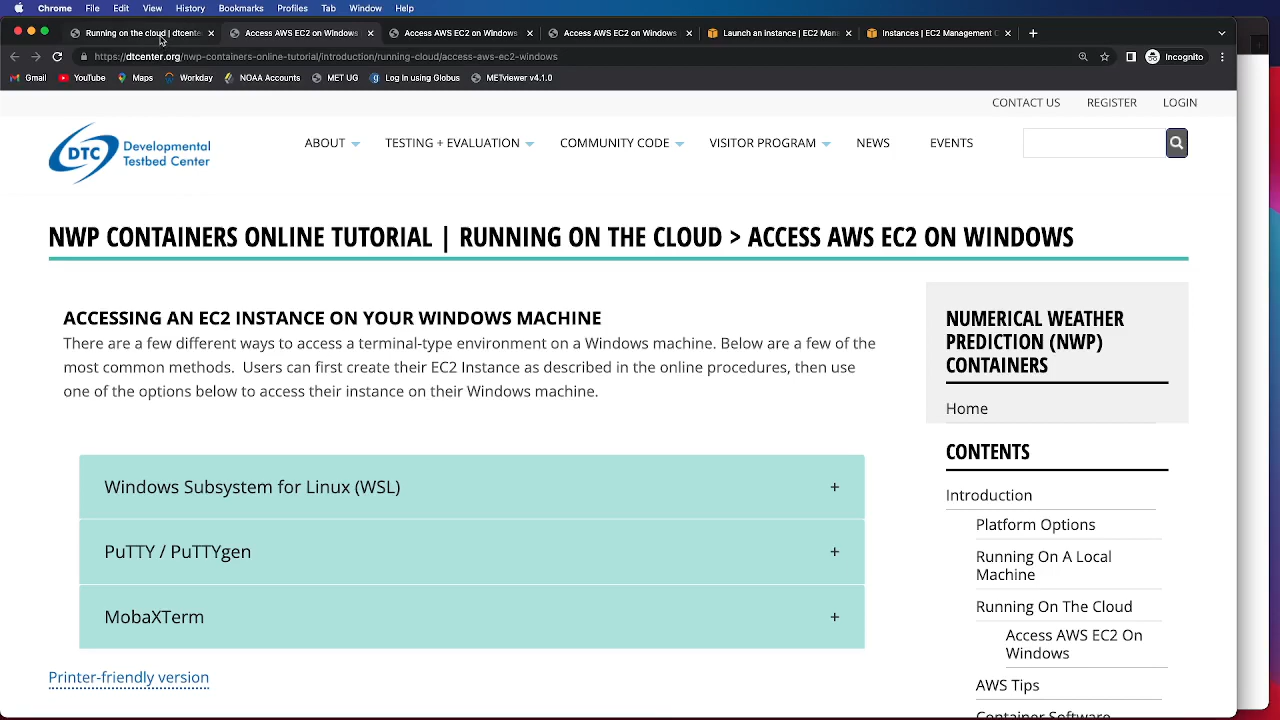 Chrome File Edit View History Bookmarks Profiles Tab Window Help
Running on the cloud | dtcente
Access AWS EC2 on Windows
Access AWS EC2 on Windows
Access AWS EC2 on Windows
Launch an instance | EC2 Man
Instances | EC2 Management C
https://dtcenter.org/nwp-containers-online-tutorial/introduction/running-cloud/access-aws-ec2-windows
Incognito
Gmail YouTube Maps Workday NOAA Accounts MET UG Log in using Globus METviewer v4.1.0
CONTACT US REGISTER LOGIN
DTC Developmental
Testbed Center
ABOUT TESTING + EVALUATION COMMUNITY CODE VISITOR PROGRAM NEWS EVENTS
NWP CONTAINERS ONLINE TUTORIAL | RUNNING ON THE CLOUD > ACCESS AWS EC2 ON WINDOWS
ACCESSING AN EC2 INSTANCE ON YOUR WINDOWS MACHINE
There are a few different ways to access a terminal-type environment on a Windows machine. Below are a few of the
most common methods.  Users can first create their EC2 Instance as described in the online procedures, then use
one of the options below to access their instance on their Windows machine.
Windows Subsystem for Linux (WSL) +
PuTTY / PuTTYgen +
MobaXTerm +
Printer-friendly version
NUMERICAL WEATHER
PREDICTION (NWP)
CONTAINERS
Home
CONTENTS
Introduction
Platform Options
Running On A Local
Machine
Running On The Cloud
Access AWS EC2 On
Windows
AWS Tips
Container Software